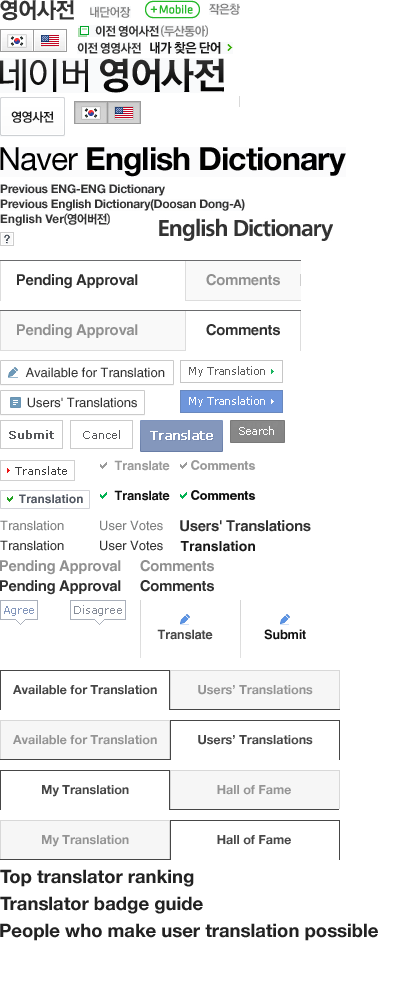 영어사전 내단어장 +Mobile 작은창
이전 영어사전(두산동아)
이전 영영사전 내가 찾은 단어
네이버 영어사전
영영사전
Naver English Dictionary
Previous ENG-ENG Dictionary
Previous English Dictionary(Doosan Dong-A)
English Ver(영어버전)
English Dictionary
?
Pending Approval Comments
Pending Approval Comments
Available for Translation My Translation
Users' Translations My Translation
Submit Cancel Translate Search
Translate Translate Comments
Translation Translate Comments
Translation User Votes Users' Translations
Translation User Votes Translation
Pending Approval Comments
Pending Approval Comments
Agree Disagree
Translate Submit
Available for Translation Users’ Translations
Available for Translation Users’ Translations
My Translation Hall of Fame
My Translation Hall of Fame
Top translator ranking
Translator badge guide
People who make user translation possible